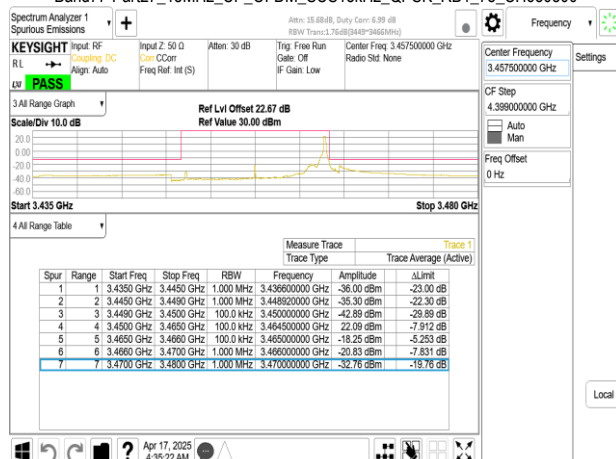 Spectrum Analyzer 1
Spurious Emissions
Attn: 15.68dB, Duty Corr: 6.99 dB
RBW Trans:1.76dB(3449~3466MHz)
Frequency
Settings
KEYSIGHT
RL
LXI
PASS
Input: RF
Coupling: DC
Align: Auto
Input Z: 50 Ω
Corr CCorr
Freq Ref: Int (S)
Atten: 30 dB
Trig: Free Run
Gate: Off
IF Gain: Low
Center Freq: 3.457500000 GHz
Radio Std: None
Center Frequency
3.457500000 GHz
CF Step
4.399000000 GHz
Auto
Man
Freq Offset
0 Hz
Local
3 All Range Graph
Scale/Div 10.0 dB
Ref Lvl Offset 22.67 dB
Ref Value 30.00 dBm
20.0
0.00
-20.0
-40.0
-60.0
Start 3.435 GHz
Stop 3.480 GHz
4 All Range Table
Measure Trace Trace 1
Trace Type Trace Average (Active)
Spur Range Start Freq Stop Freq RBW Frequency Amplitude ΔLimit
1 1 3.4350 GHz 3.4450 GHz 1.000 MHz 3.436600000 GHz -36.00 dBm -23.00 dB
2 2 3.4450 GHz 3.4490 GHz 1.000 MHz 3.448920000 GHz -35.30 dBm -22.30 dB
3 3 3.4490 GHz 3.4500 GHz 100.0 kHz 3.450000000 GHz -42.89 dBm -29.89 dB
4 4 3.4500 GHz 3.4650 GHz 100.0 kHz 3.464500000 GHz 22.09 dBm -7.912 dB
5 5 3.4650 GHz 3.4660 GHz 100.0 kHz 3.465000000 GHz -18.25 dBm -5.253 dB
6 6 3.4660 GHz 3.4700 GHz 1.000 MHz 3.466000000 GHz -20.83 dBm -7.831 dB
7 7 3.4700 GHz 3.4800 GHz 1.000 MHz 3.470000000 GHz -32.76 dBm -19.76 dB
Apr 17, 2025
4:35:22 AM